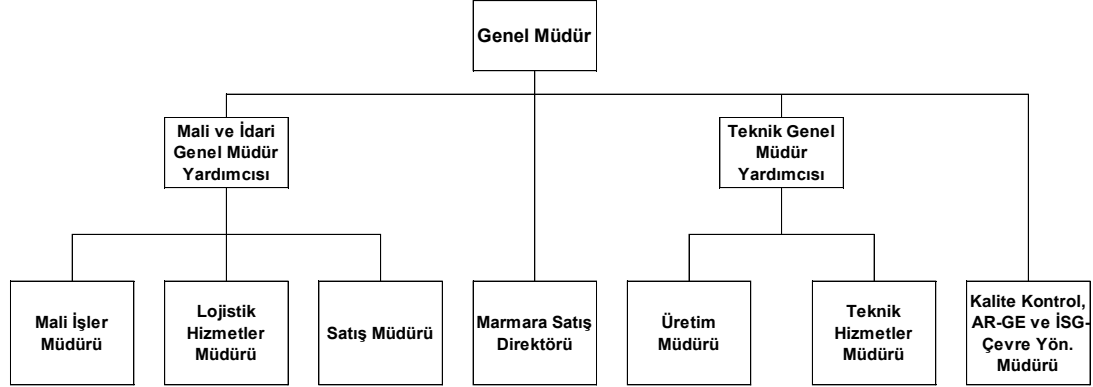 Genel Müdür
Mali ve İdari
Genel Müdür
Yardımcısı
Teknik Genel
Müdür
Yardımcısı
Mali İşler
Müdürü
Lojistik
Hizmetler
Müdürü
Satış Müdürü
Marmara Satış
Direktörü
Üretim
Müdürü
Teknik
Hizmetler
Müdürü
Kalite Kontrol,
AR-GE ve İSG-
Çevre Yön.
Müdürü